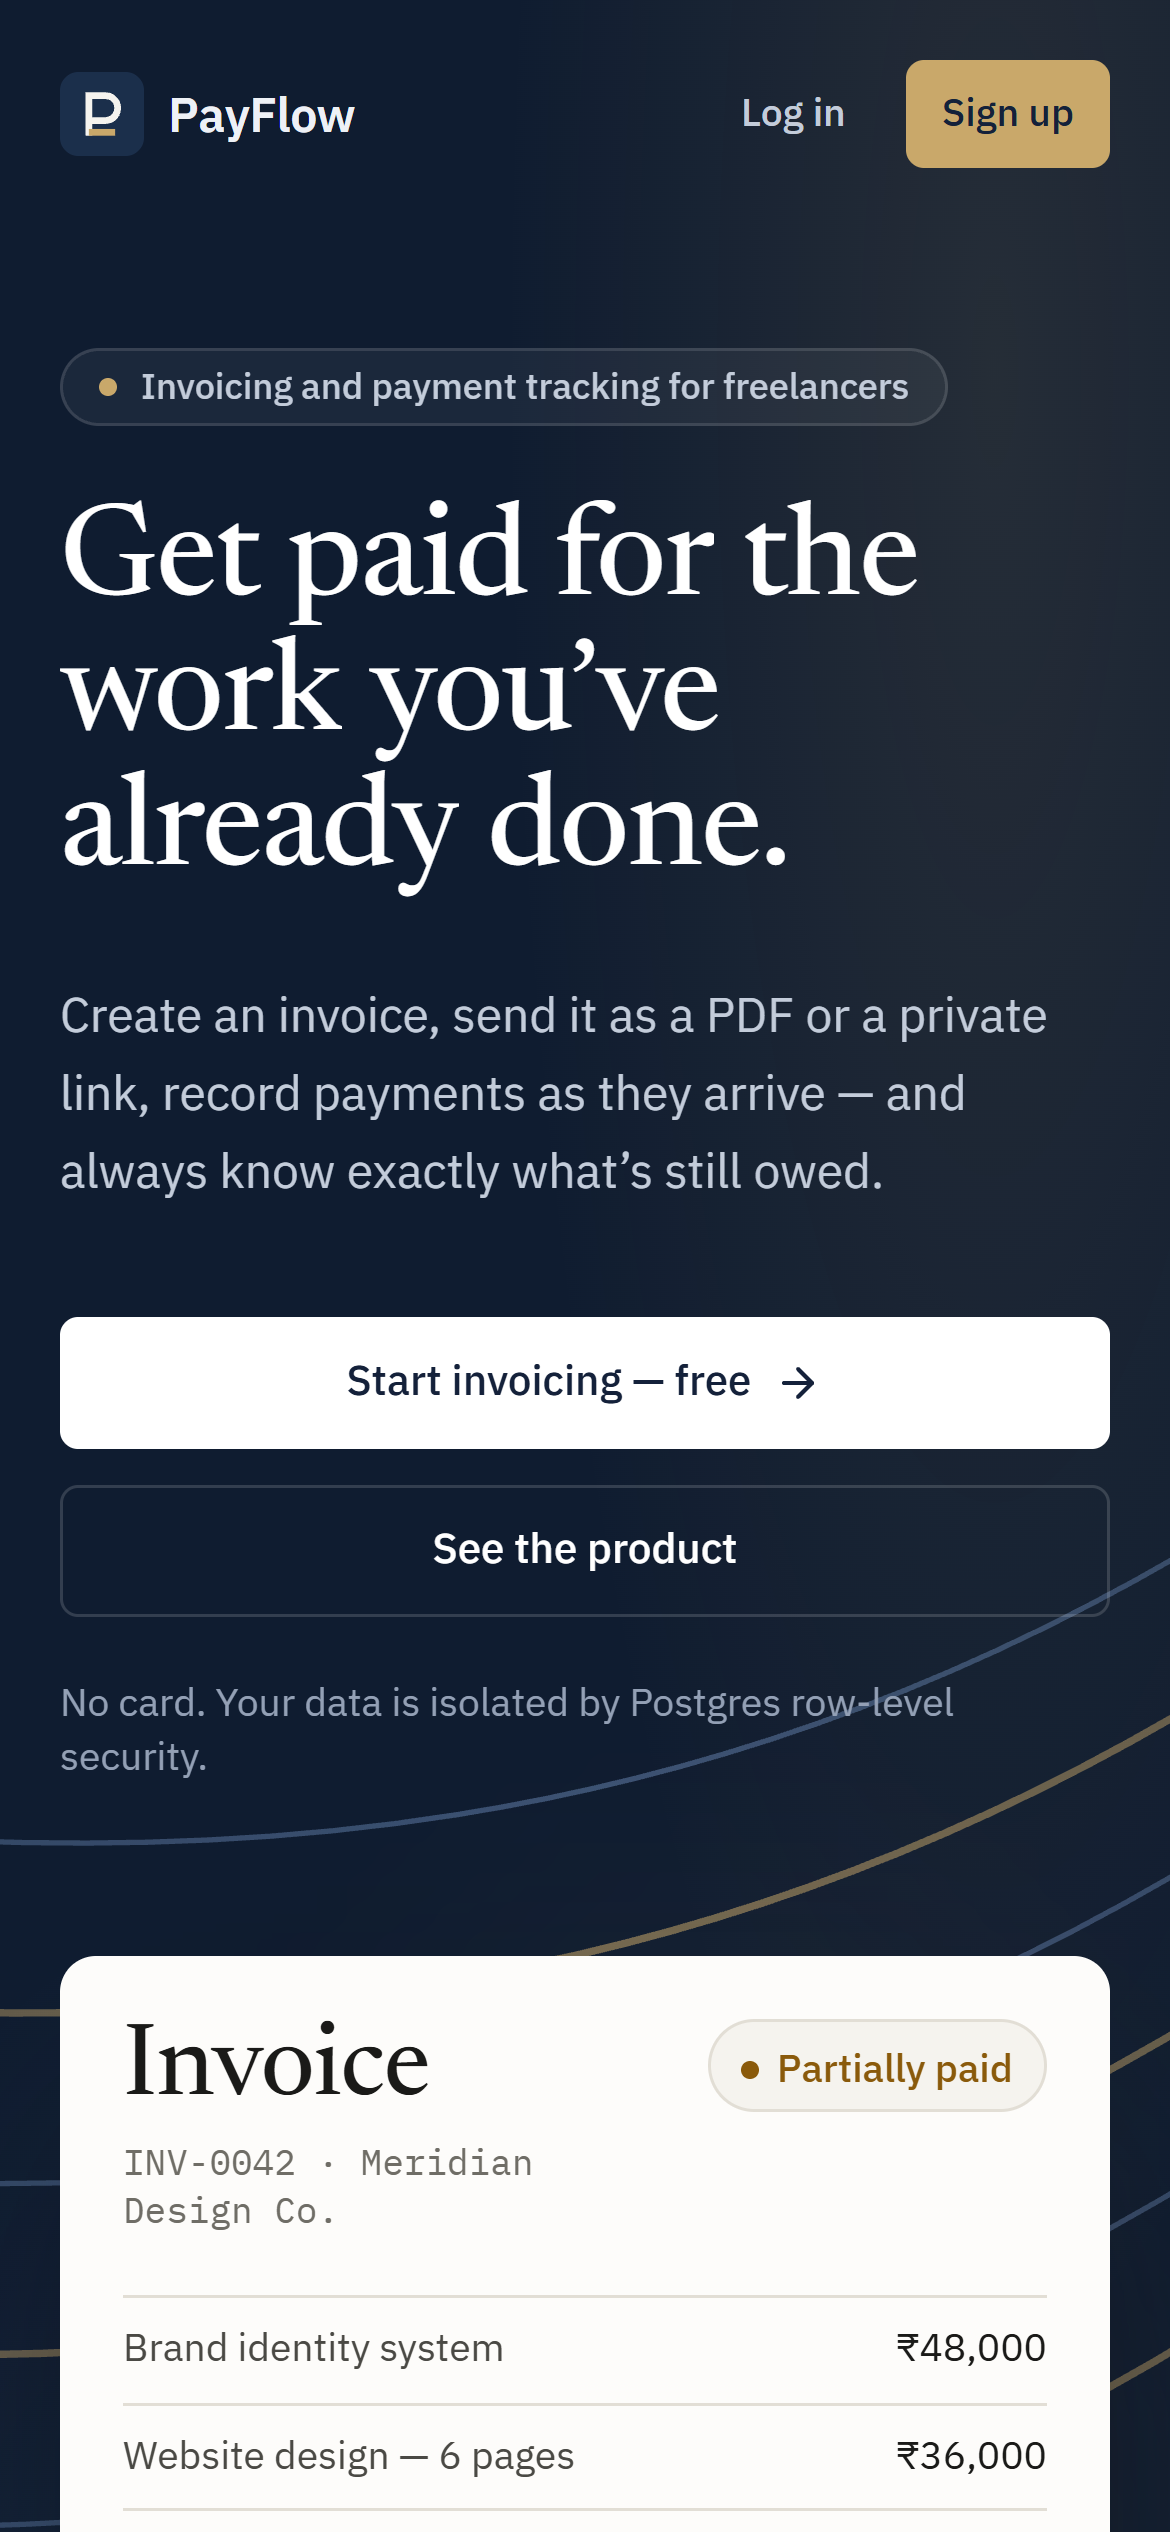 PayFlow
Log in
Sign up
Invoicing and payment tracking for freelancers
Get paid for the
work you’ve
already done.
Create an invoice, send it as a PDF or a private
link, record payments as they arrive — and
always know exactly what’s still owed.
Start invoicing — free →
See the product
No card. Your data is isolated by Postgres row-level
security.
Invoice
Partially paid
INV-0042 · Meridian
Design Co.
Brand identity system ₹48,000
Website design — 6 pages ₹36,000